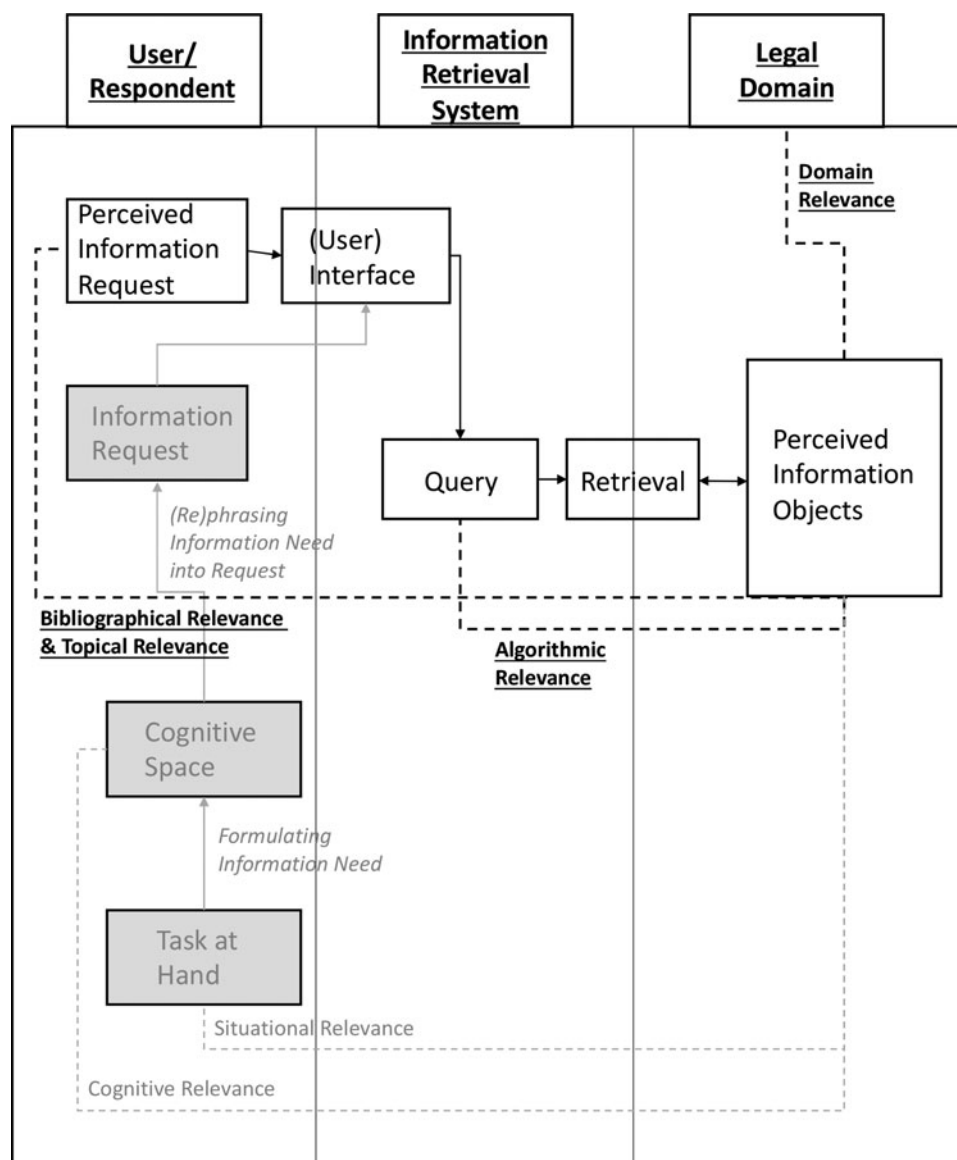 User/
Respondent
Information
Retrieval
System
Legal
Domain
Domain
Relevance
Perceived
Information
Request
(User)
Interface
Information
Request
Query
Retrieval
Perceived
Information
Objects
(Re)phrasing
Information Need
into Request
Bibliographical Relevance
& Topical Relevance
Algorithmic
Relevance
Cognitive
Space
Formulating
Information Need
Task at
Hand
Situational Relevance
Cognitive Relevance